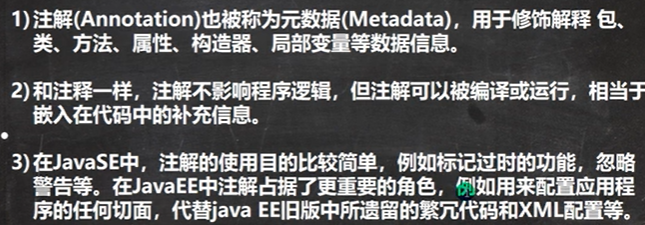 1) 注解(Annotation)也被称为元数据(Metadata)，用于修饰解释 包、
类、方法、属性、构造器、局部变量等数据信息。
2) 和注释一样，注解不影响程序逻辑，但注解可以被编译或运行，相当于
嵌入在代码中的补充信息。
3) 在JavaSE中，注解的使用目的比较简单，例如标记过时的功能，忽略
警告等。在JavaEE中注解占据了更重要的角色，例如用来配置应用程
序的任何切面，代替java EE旧版中所遗留的繁冗代码和XML配置等。